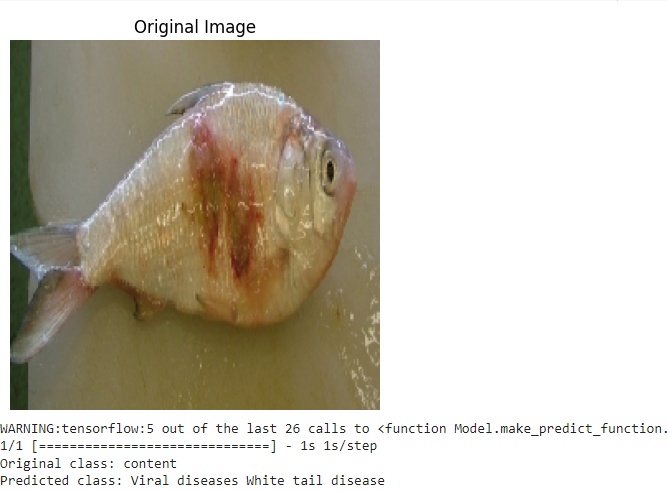 Original Image
WARNING:tensorflow:5 out of the last 26 calls to <function Model.make_predict_function.
1/1 [==============================] - 1s 1s/step
Original class: content
Predicted class: Viral diseases White tail disease